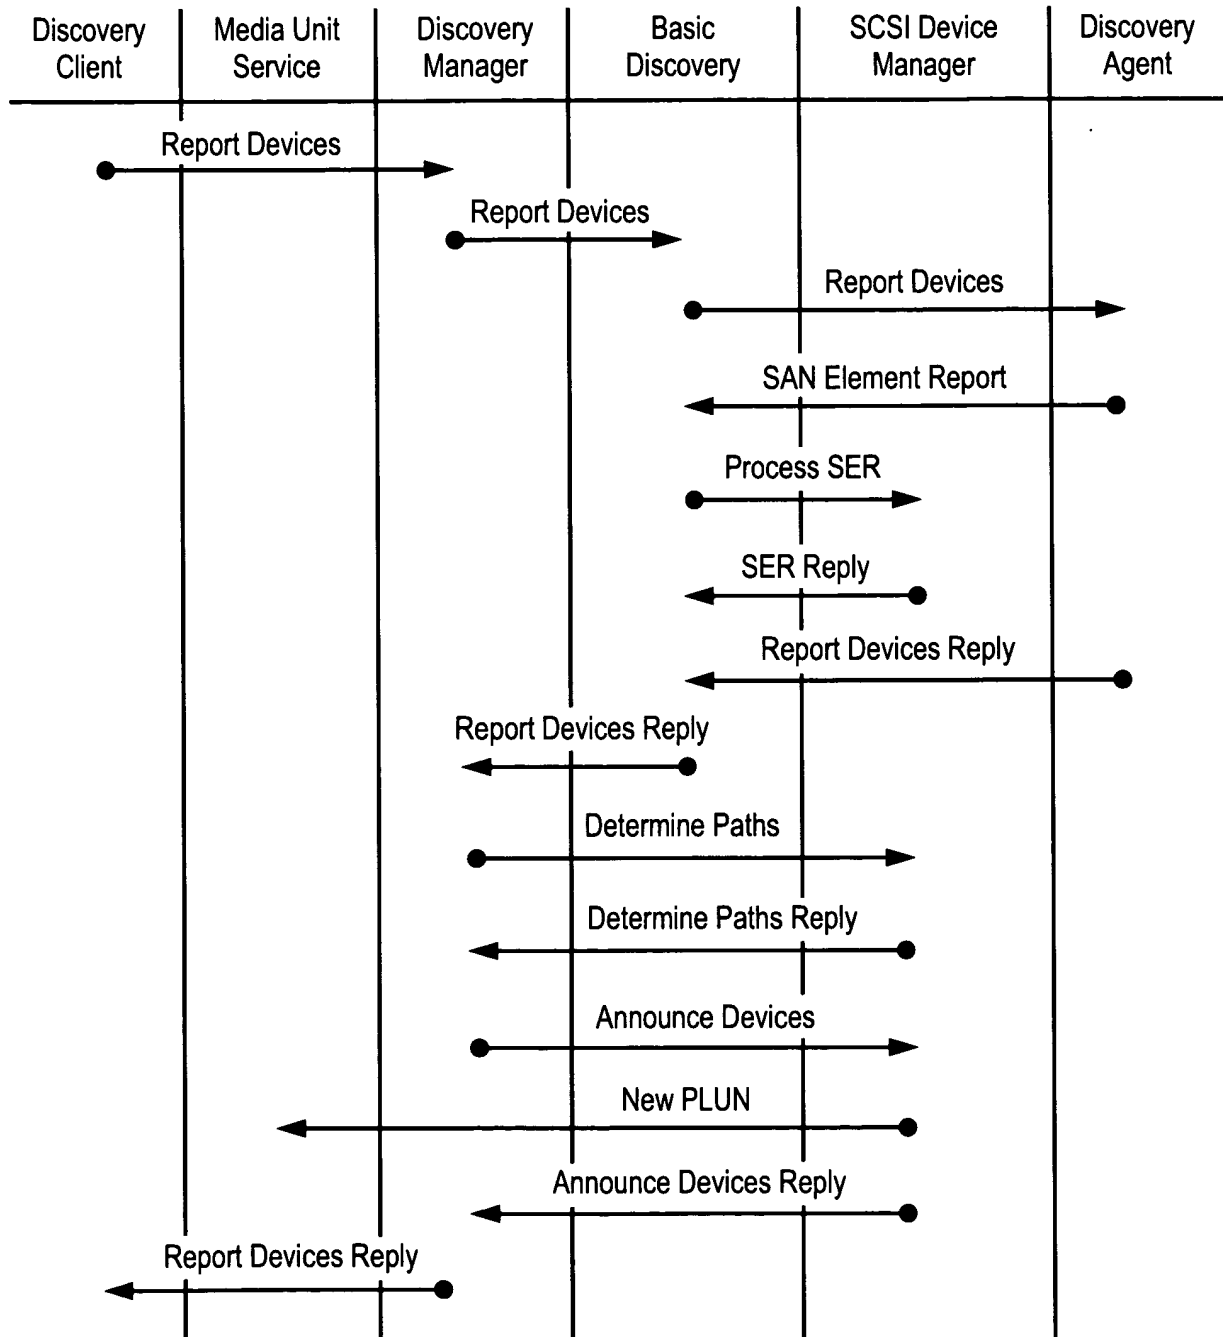 Discovery Client
Media Unit Service
Discovery Manager
Basic Discovery
SCSI Device Manager
Discovery Agent
Report Devices
Report Devices
Report Devices
SAN Element Report
Process SER
SER Reply
Report Devices Reply
Report Devices Reply
Determine Paths
Determine Paths Reply
Announce Devices
New PLUN
Announce Devices Reply
Report Devices Reply